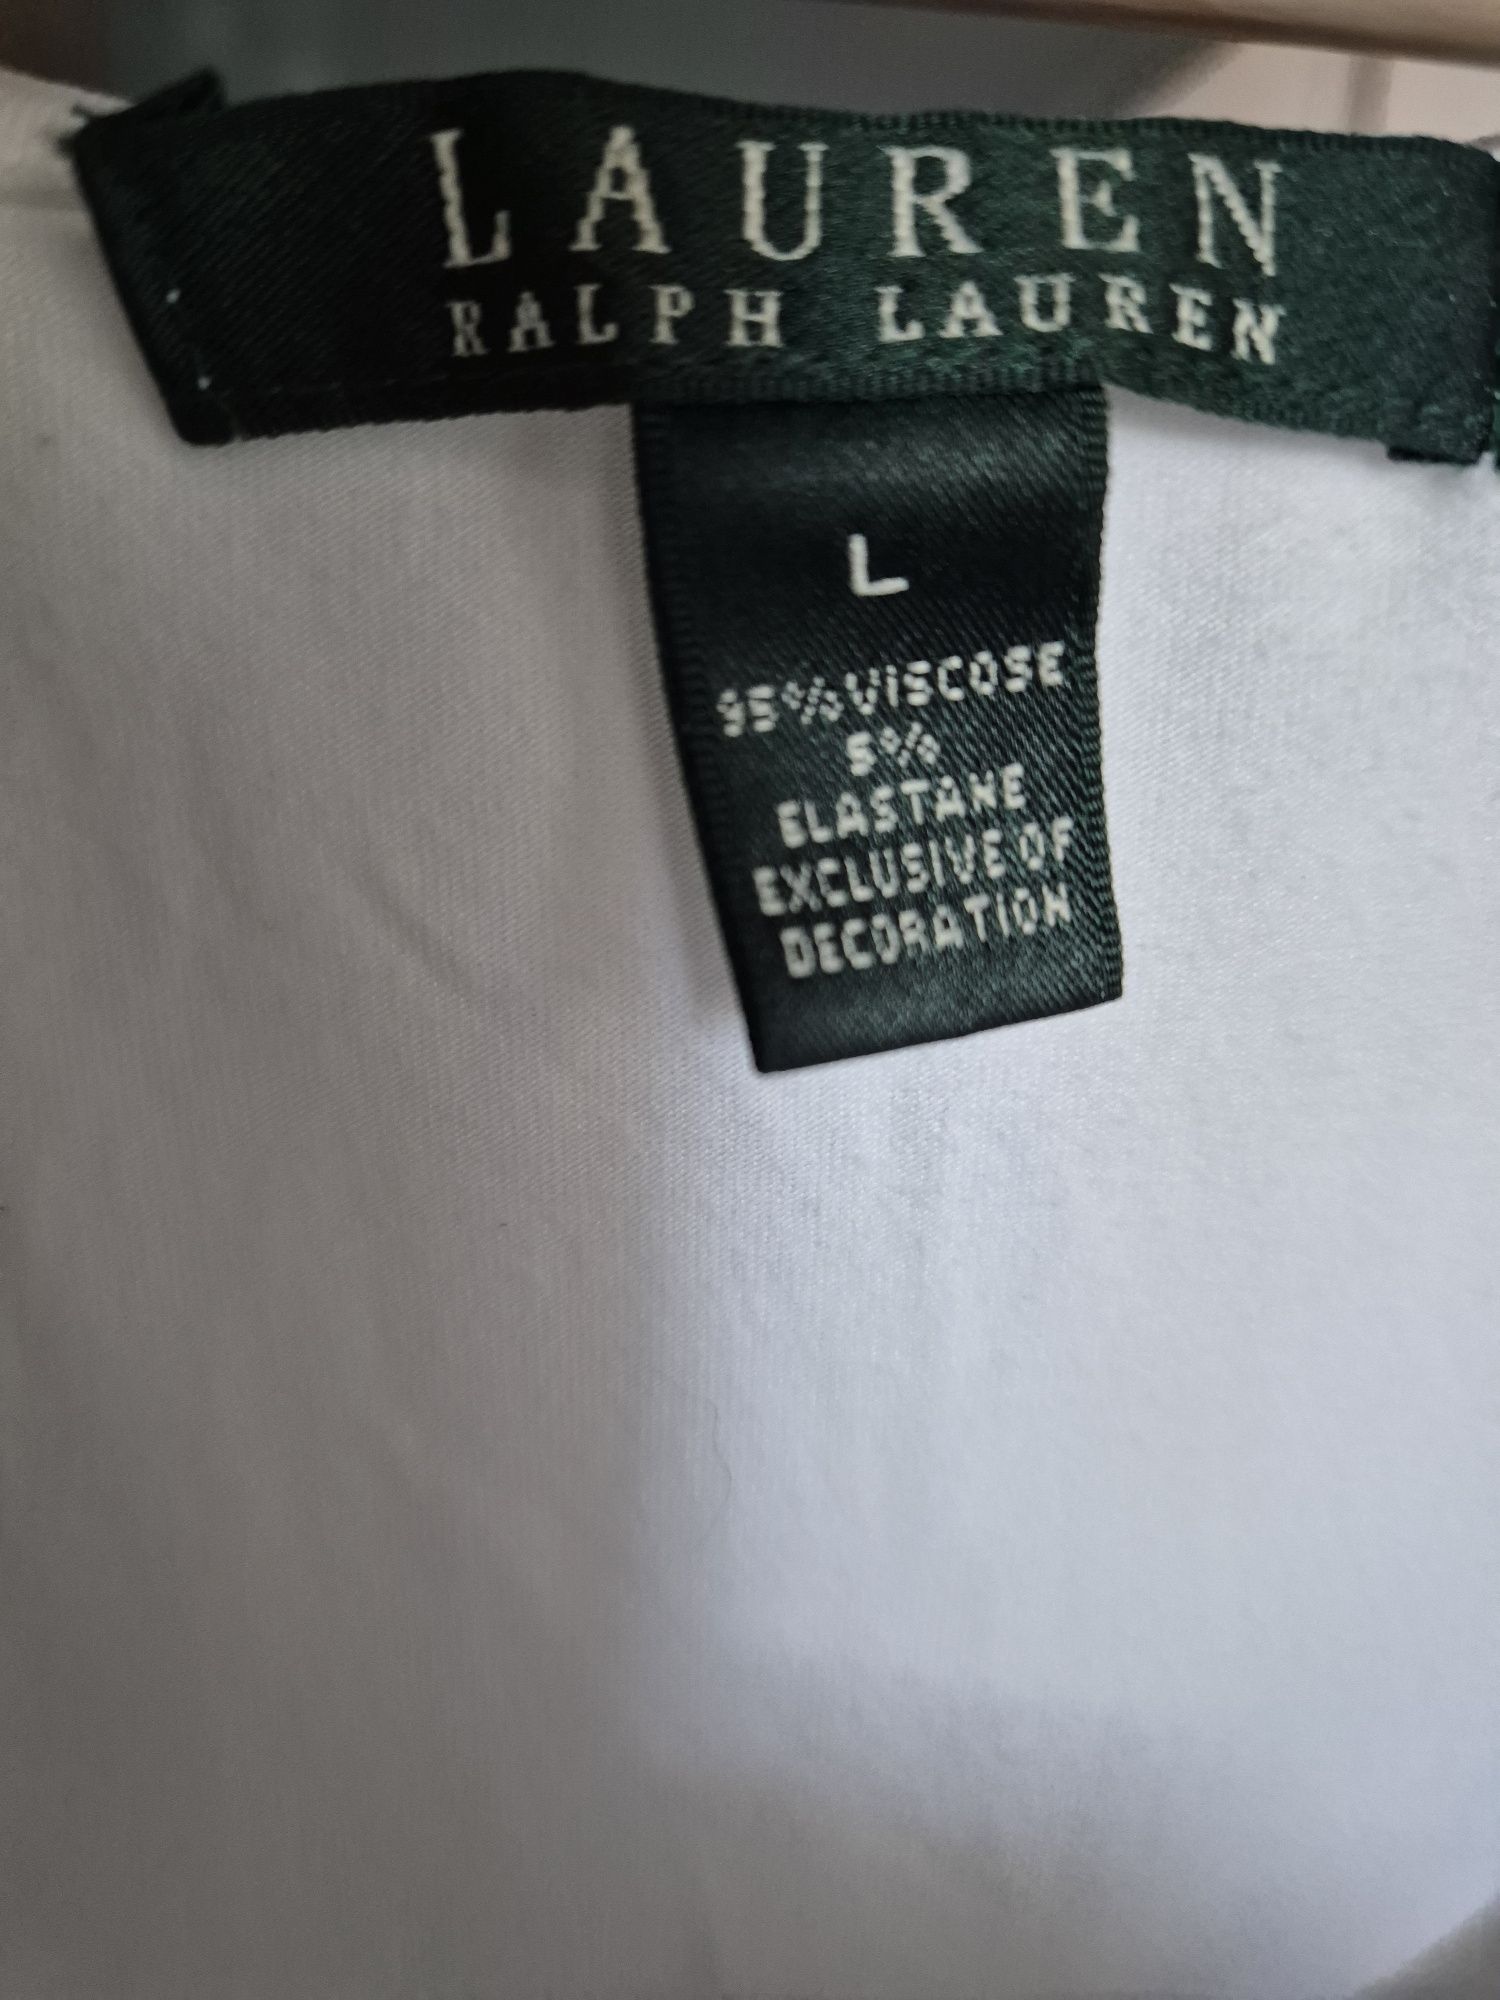 LAUREN
RALPH LAUREN
L
95% VISCOSE
5%
ELASTANE
EXCLUSIVE OF
DECORATION